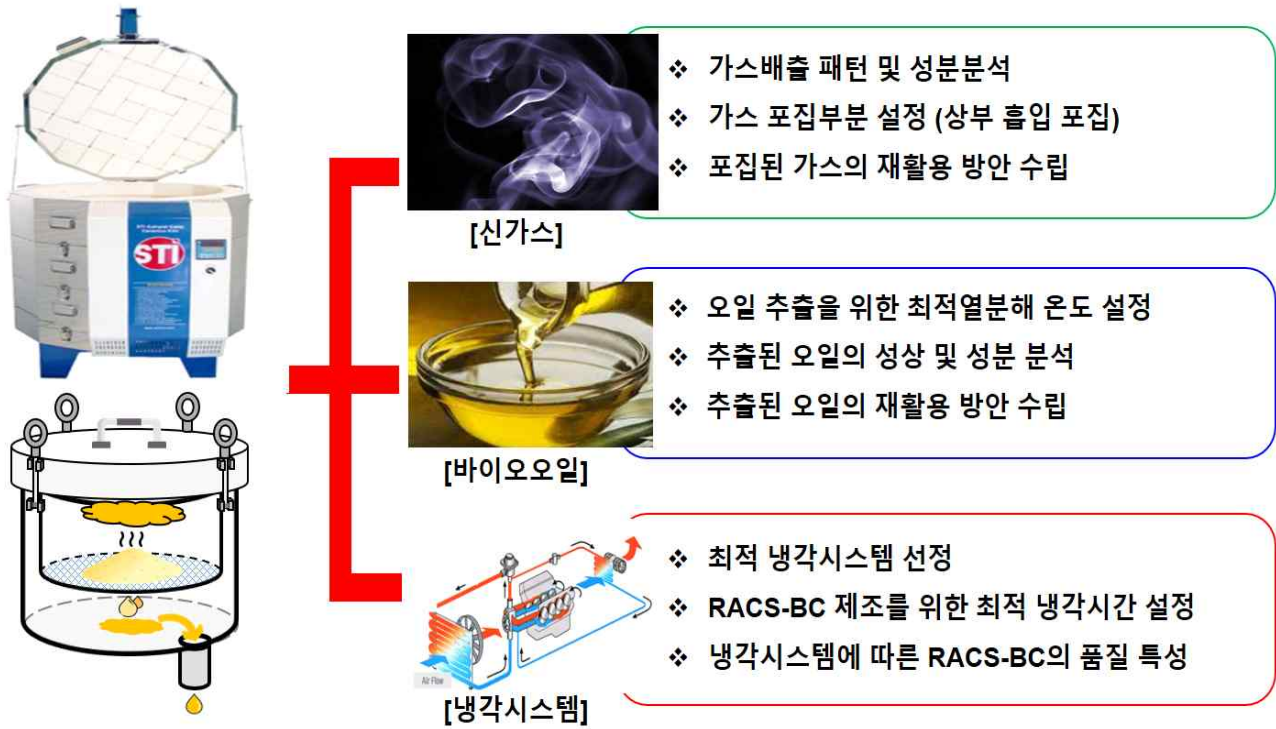 STI
가스배출 패턴 및 성분분석
가스 포집부분 설정 (상부 흡입 포집)
포집된 가스의 재활용 방안 수립
[신가스]
오일 추출을 위한 최적열분해 온도 설정
추출된 오일의 성상 및 성분 분석
추출된 오일의 재활용 방안 수립
[바이오오일]
최적 냉각시스템 선정
RACS-BC 제조를 위한 최적 냉각시간 설정
냉각시스템에 따른 RACS-BC의 품질 특성
Air Flow
[냉각시스템]